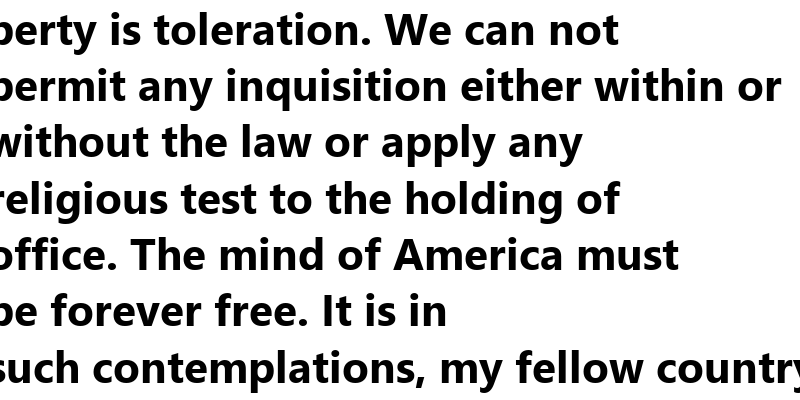 berty is toleration. We can not
permit any inquisition either within or
without the law or apply any
religious test to the holding of
office. The mind of America must
be forever free. It is in
such contemplations, my fellow country